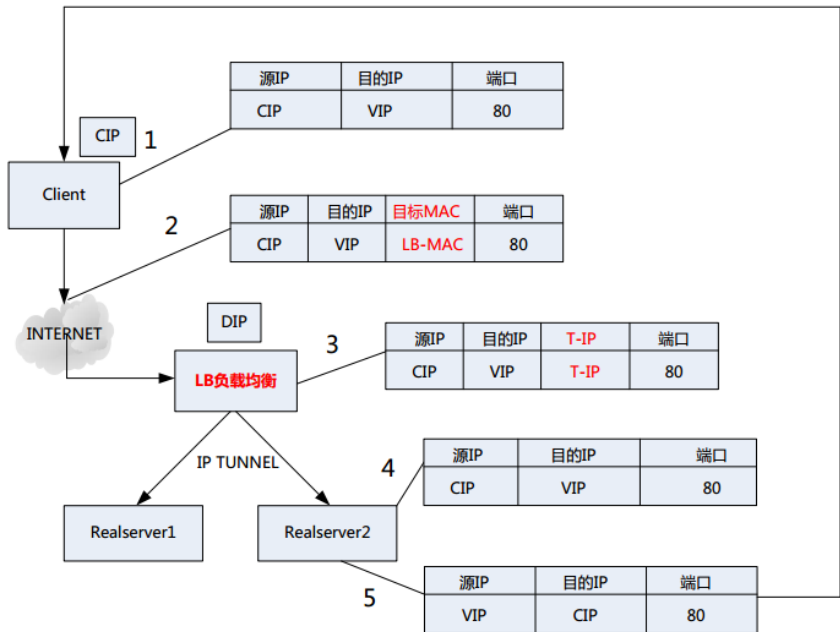 源IP 目的IP 端口
CIP VIP 80
CIP
1
Client
源IP 目的IP 目标MAC 端口
CIP VIP LB-MAC 80
2
INTERNET
DIP
LB负载均衡
3
源IP 目的IP T-IP 端口
CIP VIP T-IP 80
IP TUNNEL
4
源IP 目的IP 端口
CIP VIP 80
Realserver1
Realserver2
5
源IP 目的IP 端口
VIP CIP 80